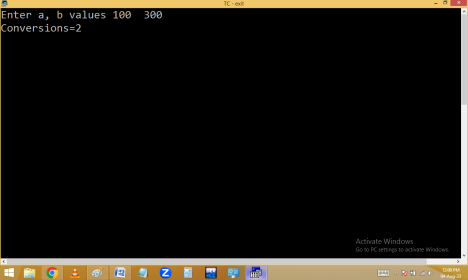 TC - exit
Enter a, b values 100  300
Conversions=2
Activate Windows
Go to PC settings to activate Windows.